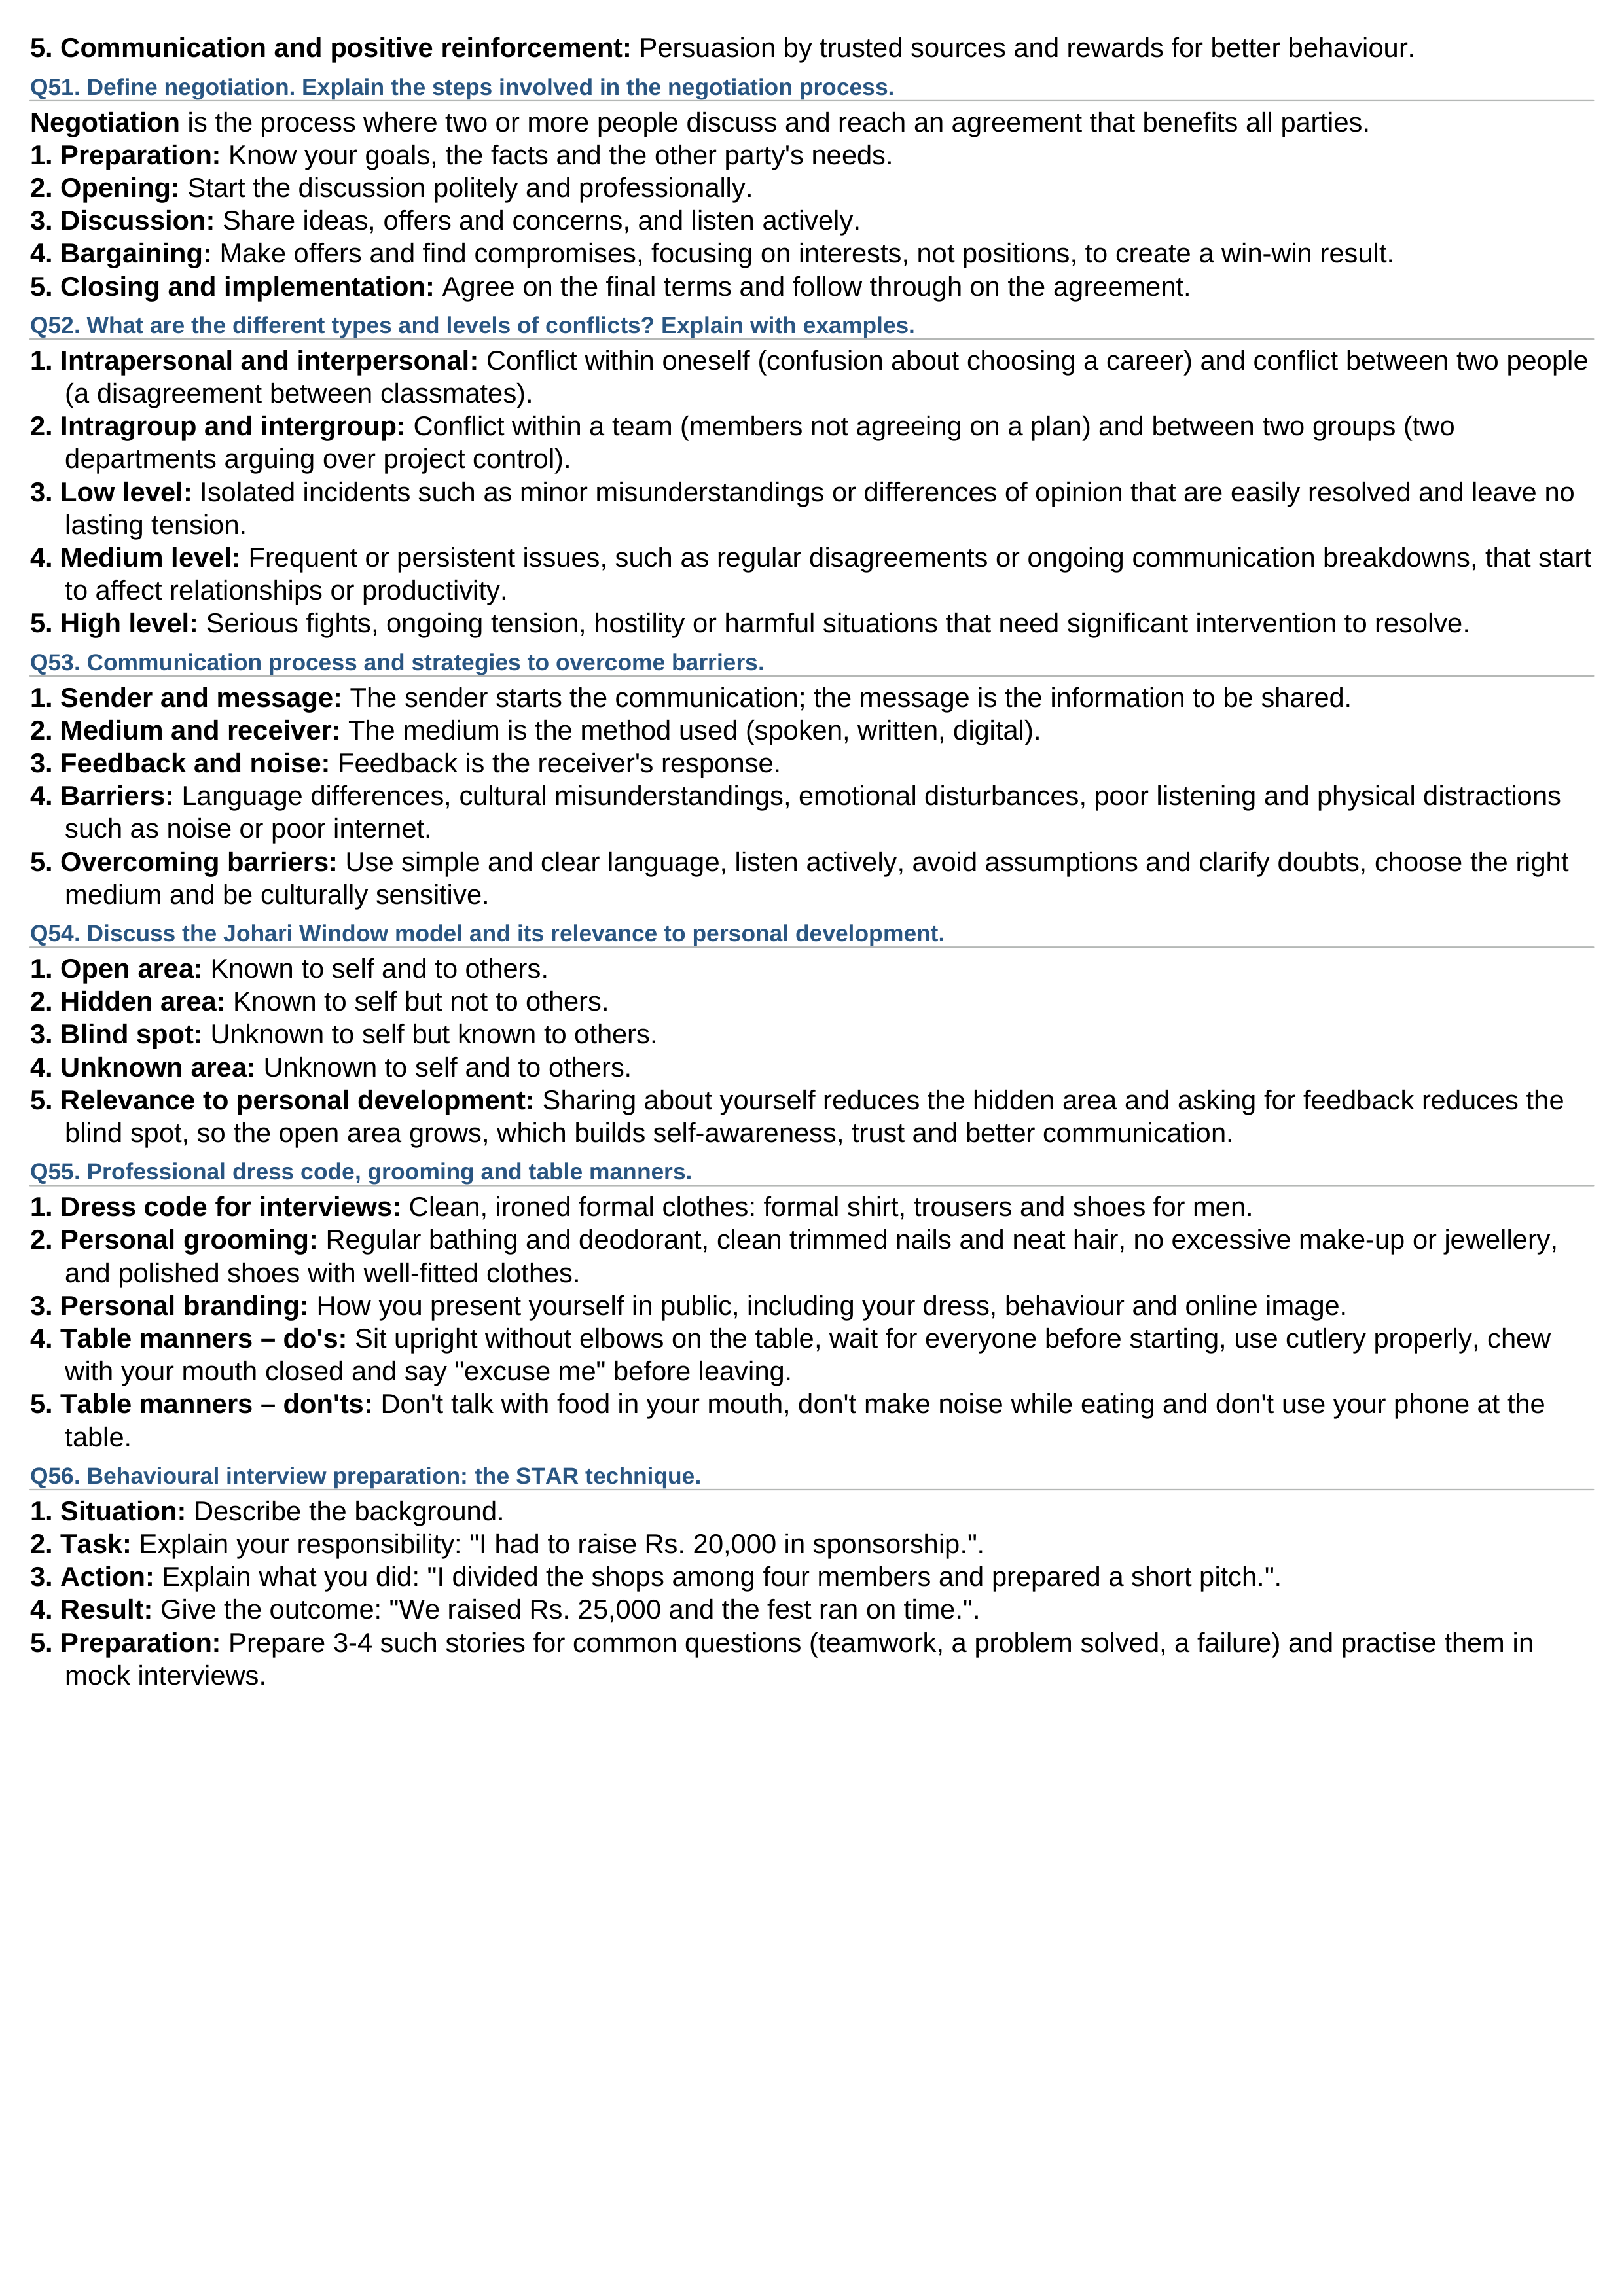 5. Communication and positive reinforcement: Persuasion by trusted sources and rewards for better behaviour.
Q51. Define negotiation. Explain the steps involved in the negotiation process.
Negotiation is the process where two or more people discuss and reach an agreement that benefits all parties.
1. Preparation: Know your goals, the facts and the other party's needs.
2. Opening: Start the discussion politely and professionally.
3. Discussion: Share ideas, offers and concerns, and listen actively.
4. Bargaining: Make offers and find compromises, focusing on interests, not positions, to create a win-win result.
5. Closing and implementation: Agree on the final terms and follow through on the agreement.
Q52. What are the different types and levels of conflicts? Explain with examples.
1. Intrapersonal and interpersonal: Conflict within oneself (confusion about choosing a career) and conflict between two people
(a disagreement between classmates).
2. Intragroup and intergroup: Conflict within a team (members not agreeing on a plan) and between two groups (two
departments arguing over project control).
3. Low level: Isolated incidents such as minor misunderstandings or differences of opinion that are easily resolved and leave no
lasting tension.
4. Medium level: Frequent or persistent issues, such as regular disagreements or ongoing communication breakdowns, that start
to affect relationships or productivity.
5. High level: Serious fights, ongoing tension, hostility or harmful situations that need significant intervention to resolve.
Q53. Communication process and strategies to overcome barriers.
1. Sender and message: The sender starts the communication; the message is the information to be shared.
2. Medium and receiver: The medium is the method used (spoken, written, digital).
3. Feedback and noise: Feedback is the receiver's response.
4. Barriers: Language differences, cultural misunderstandings, emotional disturbances, poor listening and physical distractions
such as noise or poor internet.
5. Overcoming barriers: Use simple and clear language, listen actively, avoid assumptions and clarify doubts, choose the right
medium and be culturally sensitive.
Q54. Discuss the Johari Window model and its relevance to personal development.
1. Open area: Known to self and to others.
2. Hidden area: Known to self but not to others.
3. Blind spot: Unknown to self but known to others.
4. Unknown area: Unknown to self and to others.
5. Relevance to personal development: Sharing about yourself reduces the hidden area and asking for feedback reduces the
blind spot, so the open area grows, which builds self-awareness, trust and better communication.
Q55. Professional dress code, grooming and table manners.
1. Dress code for interviews: Clean, ironed formal clothes: formal shirt, trousers and shoes for men.
2. Personal grooming: Regular bathing and deodorant, clean trimmed nails and neat hair, no excessive make-up or jewellery,
and polished shoes with well-fitted clothes.
3. Personal branding: How you present yourself in public, including your dress, behaviour and online image.
4. Table manners – do's: Sit upright without elbows on the table, wait for everyone before starting, use cutlery properly, chew
with your mouth closed and say "excuse me" before leaving.
5. Table manners – don'ts: Don't talk with food in your mouth, don't make noise while eating and don't use your phone at the
table.
Q56. Behavioural interview preparation: the STAR technique.
1. Situation: Describe the background.
2. Task: Explain your responsibility: "I had to raise Rs. 20,000 in sponsorship.".
3. Action: Explain what you did: "I divided the shops among four members and prepared a short pitch.".
4. Result: Give the outcome: "We raised Rs. 25,000 and the fest ran on time.".
5. Preparation: Prepare 3-4 such stories for common questions (teamwork, a problem solved, a failure) and practise them in
mock interviews.